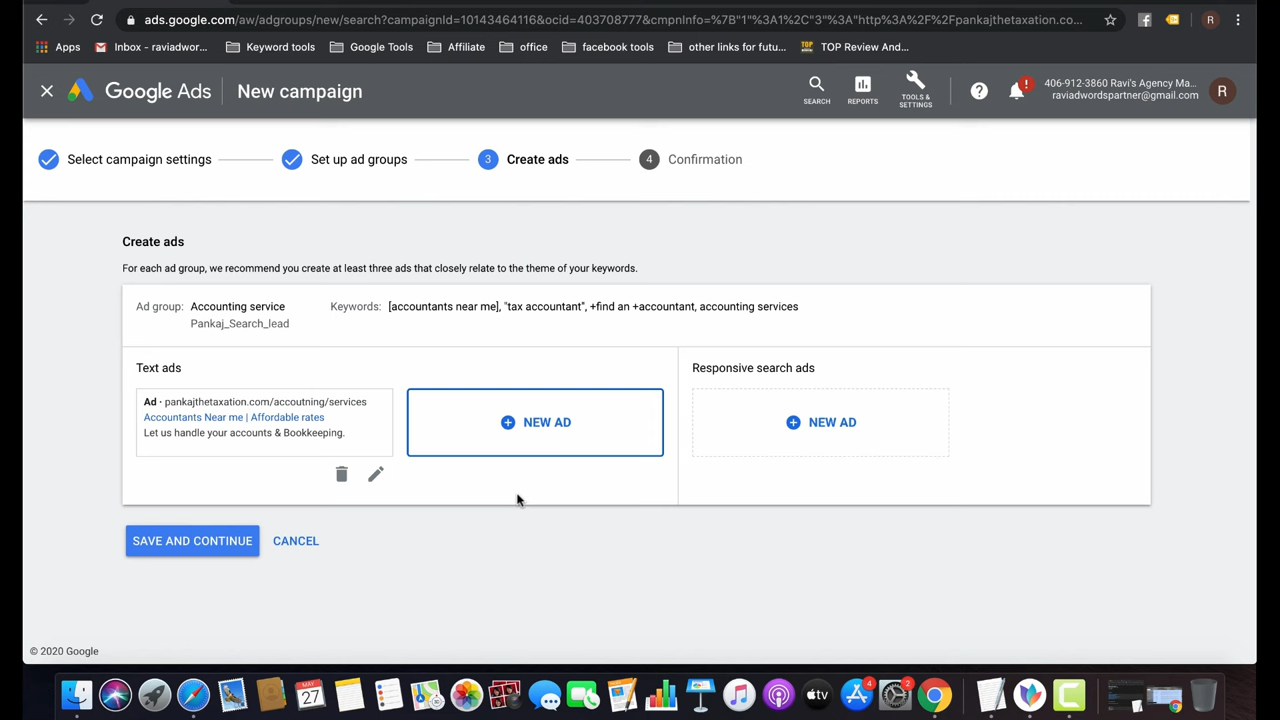 ads.google.com/aw/adgroups/new/search?campaignId=10143464116&ocid=403708777&cmpnInfo=%7B"1"%3A1%2C"3"%3A"http%3A%2F%2Fpankajthetaxation.co...
R
Apps
Inbox - raviadwor...
Keyword tools
Google Tools
Affiliate
office
facebook tools
other links for futu...
TOP Review And...
Google Ads
New campaign
SEARCH
REPORTS
TOOLS &
SETTINGS
406-912-3860 Ravi's Agency Ma...
raviadwordspartner@gmail.com
R
Select campaign settings
Set up ad groups
3 Create ads
4 Confirmation
Create ads
For each ad group, we recommend you create at least three ads that closely relate to the theme of your keywords.
Ad group: Accounting service
Pankaj_Search_lead
Keywords: [accountants near me], "tax accountant", +find an +accountant, accounting services
Text ads
Ad · pankajthetaxation.com/accoutning/services
Accountants Near me | Affordable rates
Let us handle your accounts & Bookkeeping.
NEW AD
Responsive search ads
NEW AD
SAVE AND CONTINUE
CANCEL
© 2020 Google
MAY
27
tv
4
2